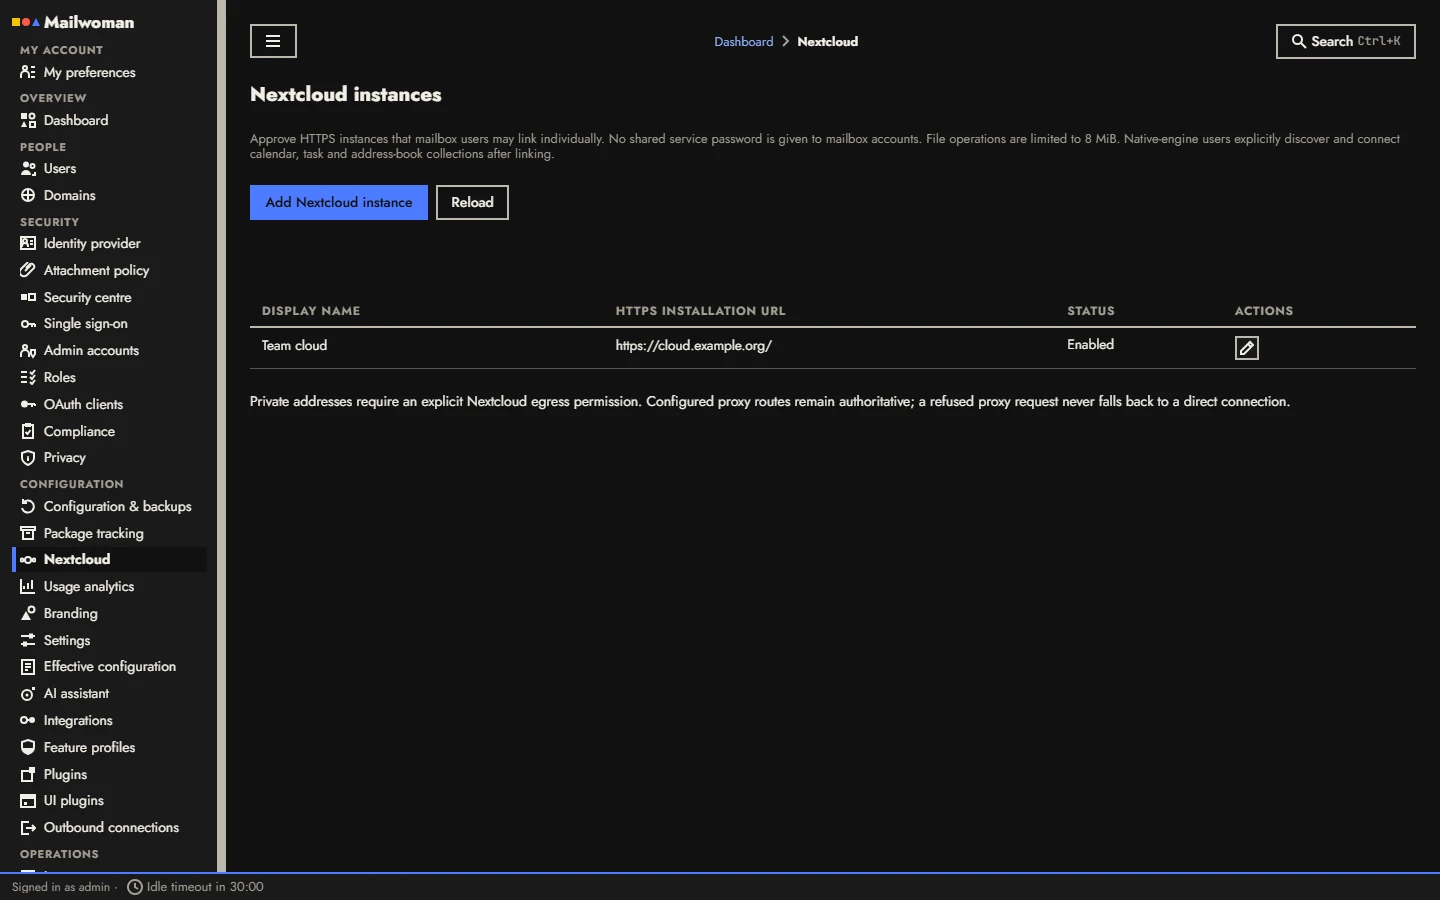 Mailwoman
MY ACCOUNT
My preferences
OVERVIEW
Dashboard
PEOPLE
Users
Domains
SECURITY
Identity provider
Attachment policy
Security centre
Single sign-on
Admin accounts
Roles
OAuth clients
Compliance
Privacy
CONFIGURATION
Configuration & backups
Package tracking
Nextcloud
Usage analytics
Branding
Settings
Effective configuration
AI assistant
Integrations
Feature profiles
Plugins
UI plugins
Outbound connections
OPERATIONS
Dashboard > Nextcloud
Search Ctrl+K
Nextcloud instances
Approve HTTPS instances that mailbox users may link individually. No shared service password is given to mailbox accounts. File operations are limited to 8 MiB. Native-engine users explicitly discover and connect
calendar, task and address-book collections after linking.
Add Nextcloud instance Reload
DISPLAY NAME HTTPS INSTALLATION URL STATUS ACTIONS
Team cloud https://cloud.example.org/ Enabled
Private addresses require an explicit Nextcloud egress permission. Configured proxy routes remain authoritative; a refused proxy request never falls back to a direct connection.
Signed in as admin · Idle timeout in 30:00